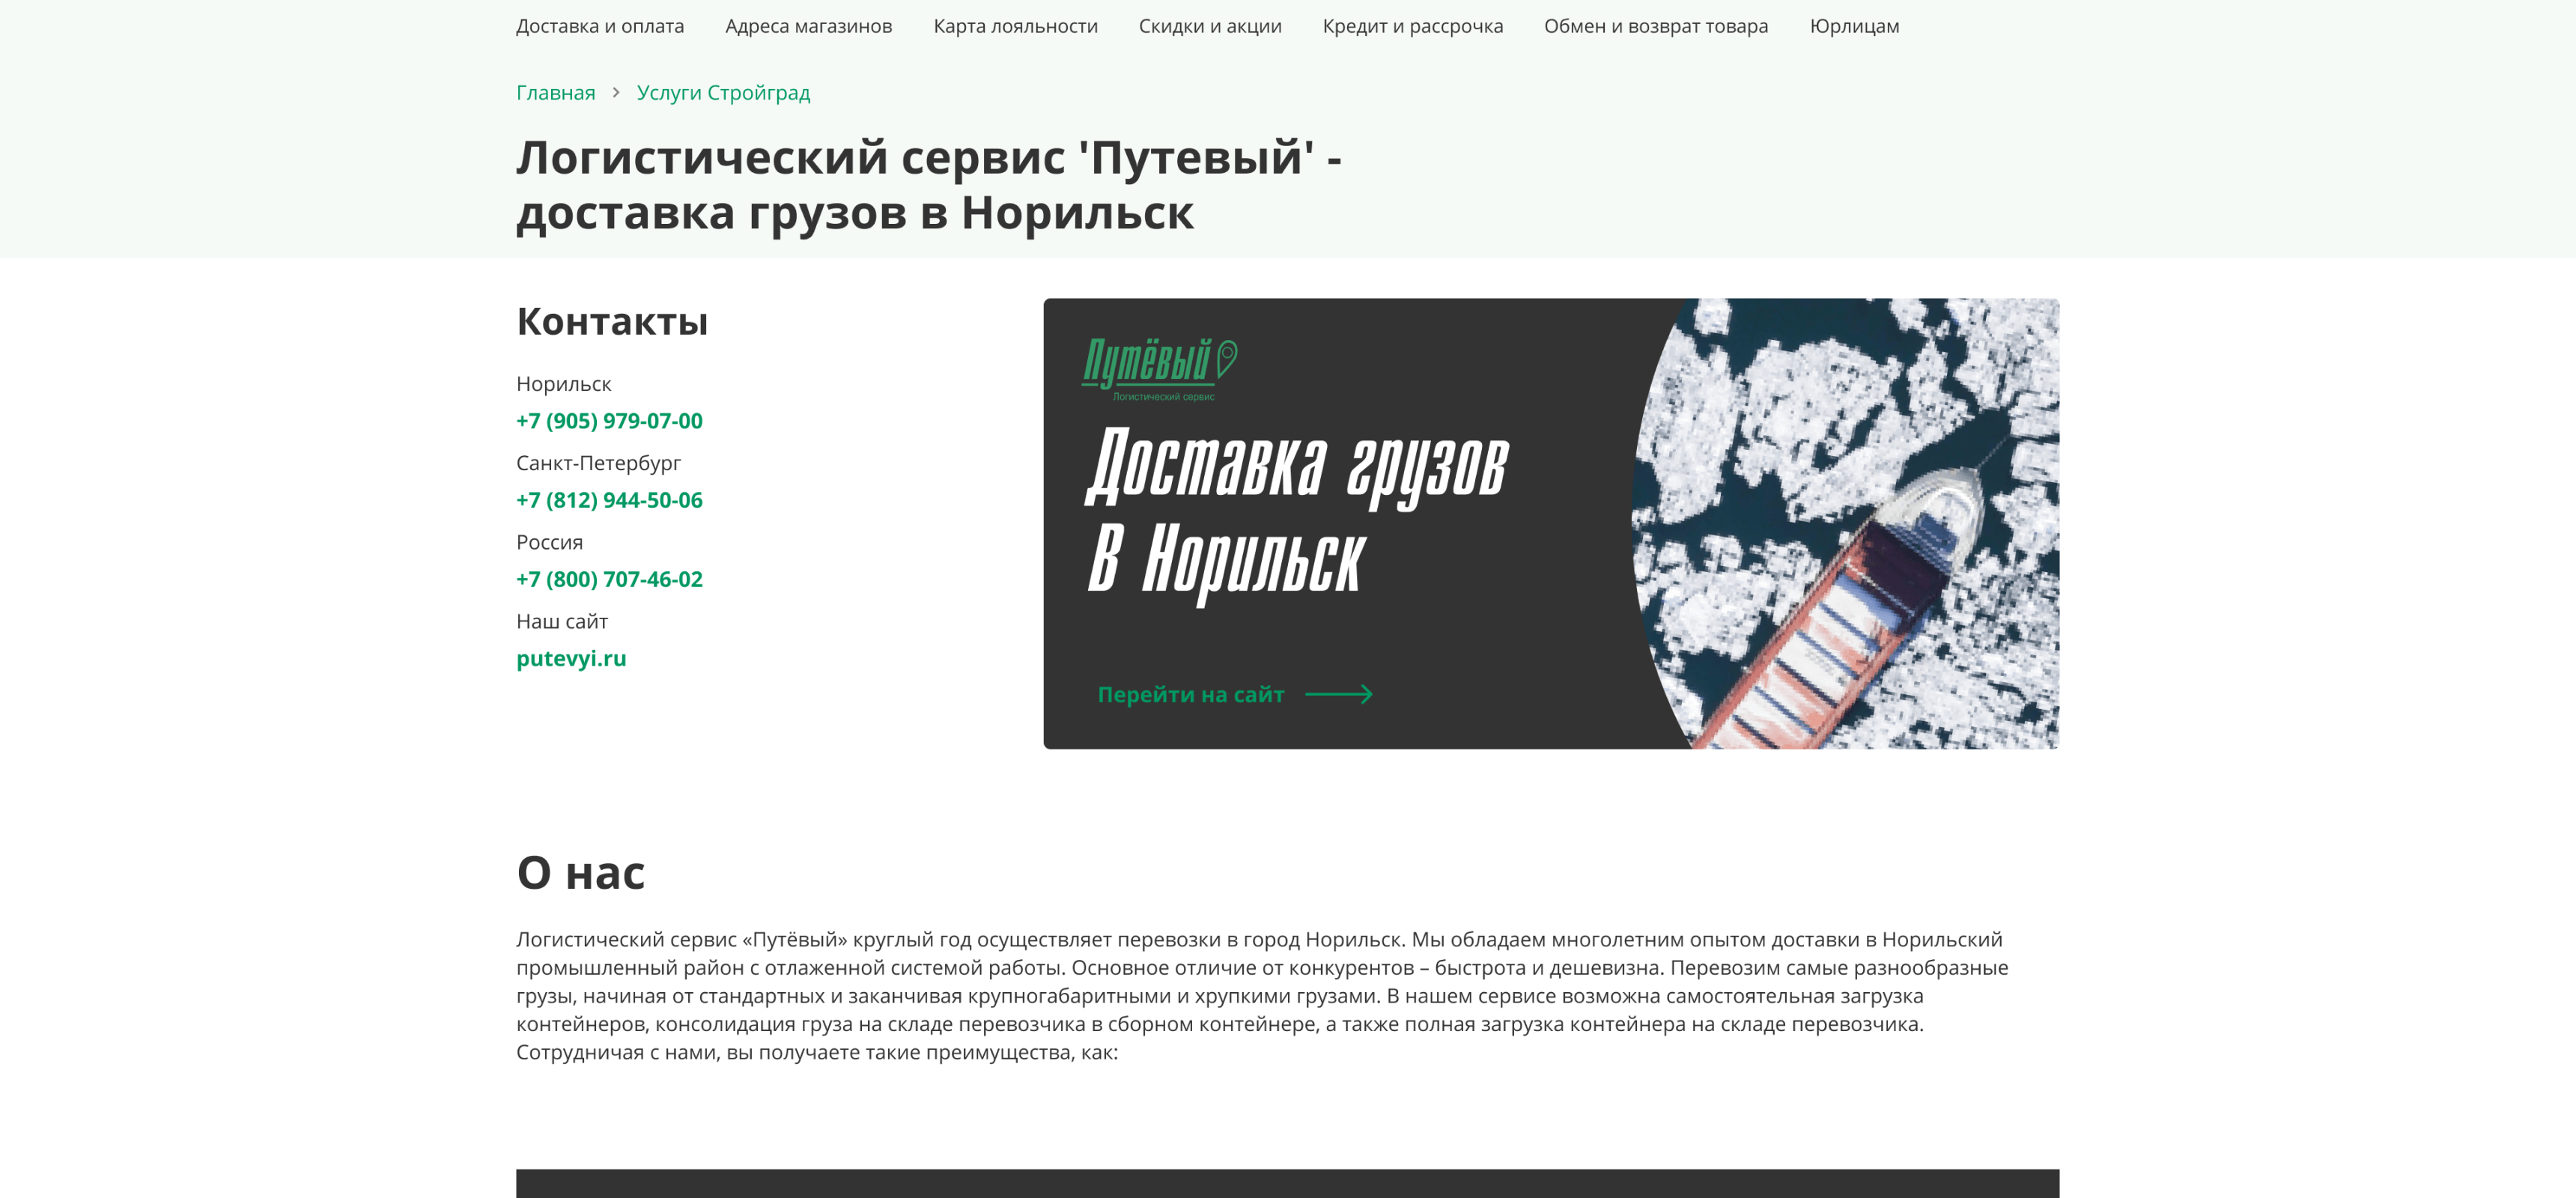 Доставка и оплата Адреса магазинов Карта лояльности Скидки и акции Кредит и рассрочка Обмен и возврат товара Юрлицам
Главная > Услуги Стройград
Логистический сервис 'Путевый' -
доставка грузов в Норильск
Контакты
Норильск
+7 (905) 979-07-00
Санкт-Петербург
+7 (812) 944-50-06
Россия
+7 (800) 707-46-02
Наш сайт
putevyi.ru
Путёвый
Логистический сервис
Доставка грузов
В Норильск
Перейти на сайт
О нас
Логистический сервис «Путёвый» круглый год осуществляет перевозки в город Норильск. Мы обладаем многолетним опытом доставки в Норильский
промышленный район с отлаженной системой работы. Основное отличие от конкурентов – быстрота и дешевизна. Перевозим самые разнообразные
грузы, начиная от стандартных и заканчивая крупногабаритными и хрупкими грузами. В нашем сервисе возможна самостоятельная загрузка
контейнеров, консолидация груза на складе перевозчика в сборном контейнере, а также полная загрузка контейнера на складе перевозчика.
Сотрудничая с нами, вы получаете такие преимущества, как: